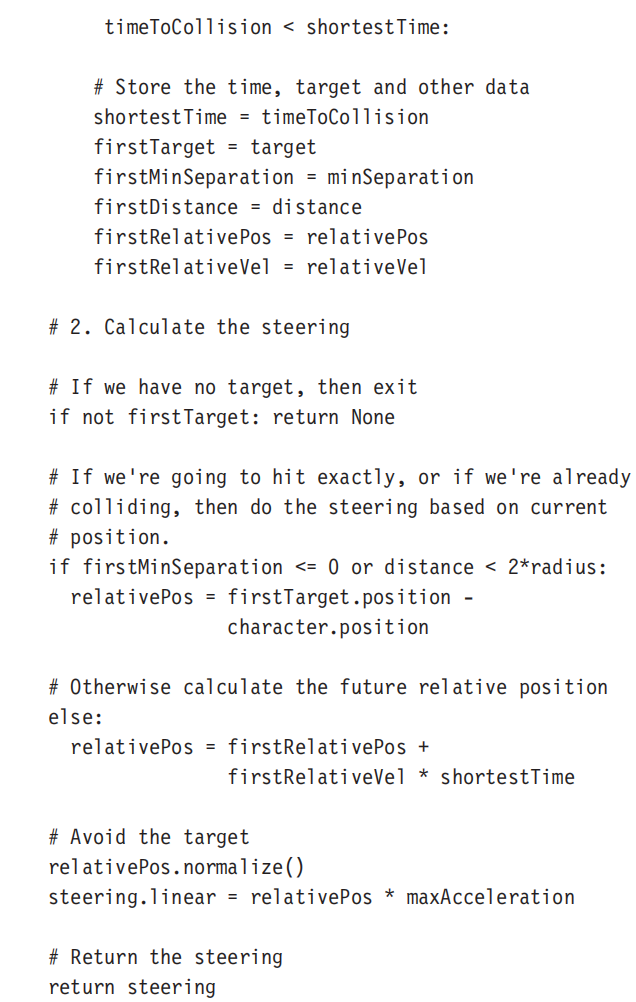 timeToCollision < shortestTime:
# Store the time, target and other data
shortestTime = timeToCollision
firstTarget = target
firstMinSeparation = minSeparation
firstDistance = distance
firstRelativePos = relativePos
firstRelativeVel = relativeVel
# 2. Calculate the steering
# If we have no target, then exit
if not firstTarget: return None
# If we're going to hit exactly, or if we're already
# colliding, then do the steering based on current
# position.
if firstMinSeparation <= 0 or distance < 2*radius:
relativePos = firstTarget.position -
character.position
# Otherwise calculate the future relative position
else:
relativePos = firstRelativePos +
firstRelativeVel * shortestTime
# Avoid the target
relativePos.normalize()
steering.linear = relativePos * maxAcceleration
# Return the steering
return steering